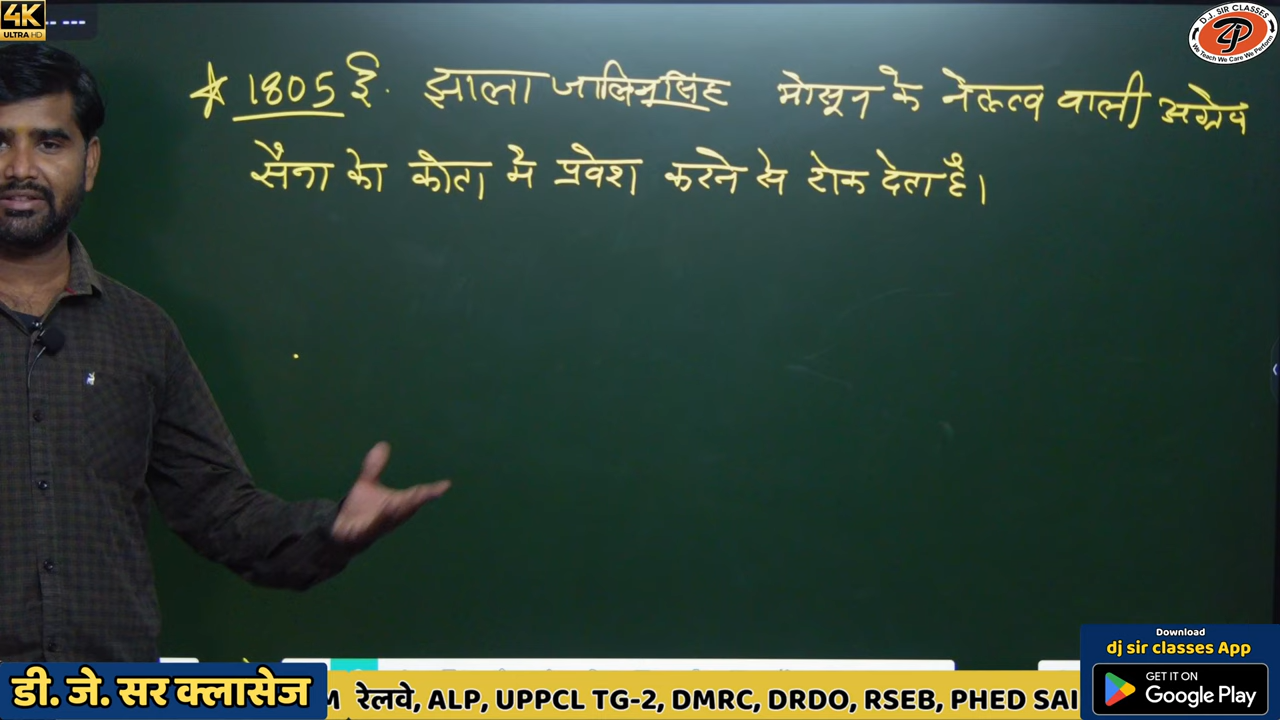 4K
ULTRA HD
D.J. SIR CLASSES
We Teach We Care We Perform
★ 1805 ई. झाला जालिमसिंह मोसून के नेतृत्व वाली अग्रेज
सैना को कोटा मे प्रवेश करने से रोक देता है।
Download
dj sir classes App
GET IT ON
Google Play
डी. जे. सर क्लासेज
M रेलवे, ALP, UPPCL TG-2, DMRC, DRDO, RSEB, PHED SAI